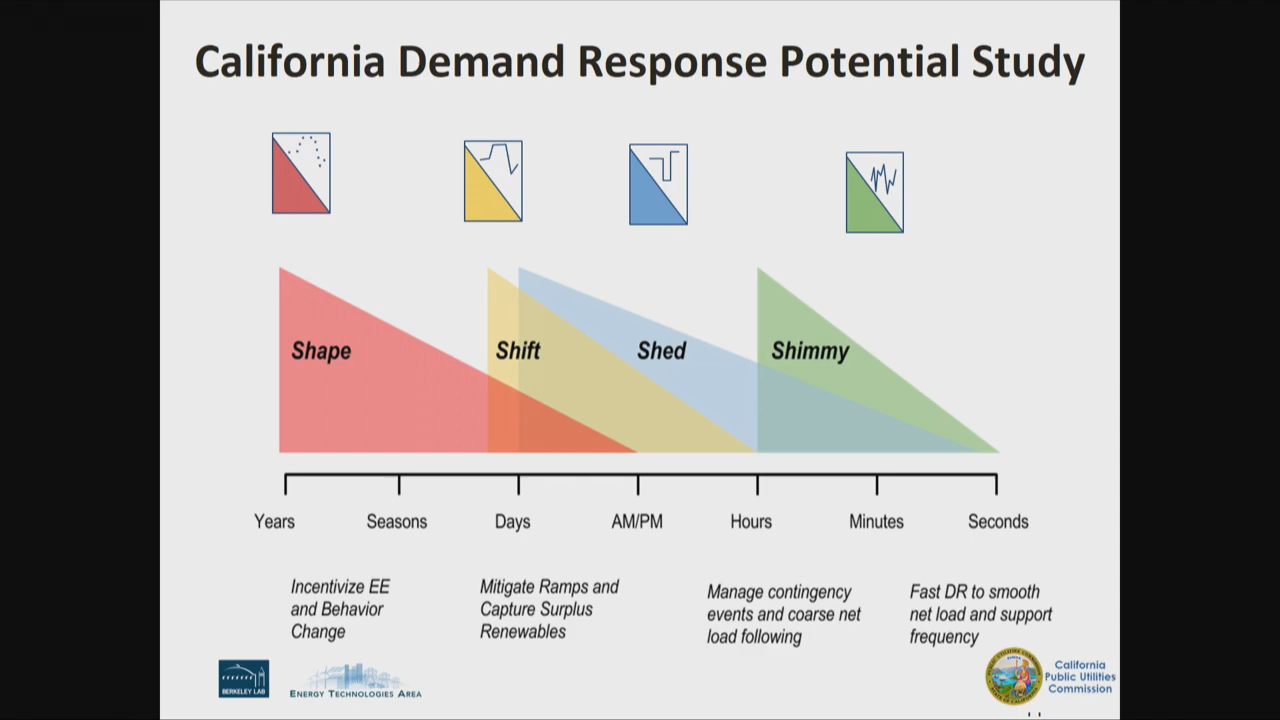 California Demand Response Potential Study
Shape
Shift
Shed
Shimmy
Years
Seasons
Days
AM/PM
Hours
Minutes
Seconds
Incentivize EE
and Behavior
Change
Mitigate Ramps and
Capture Surplus
Renewables
Manage contingency
events and coarse net
load following
Fast DR to smooth
net load and support
frequency
BERKELEY LAB
ENERGY TECHNOLOGIES AREA
California
Public Utilities
Commission